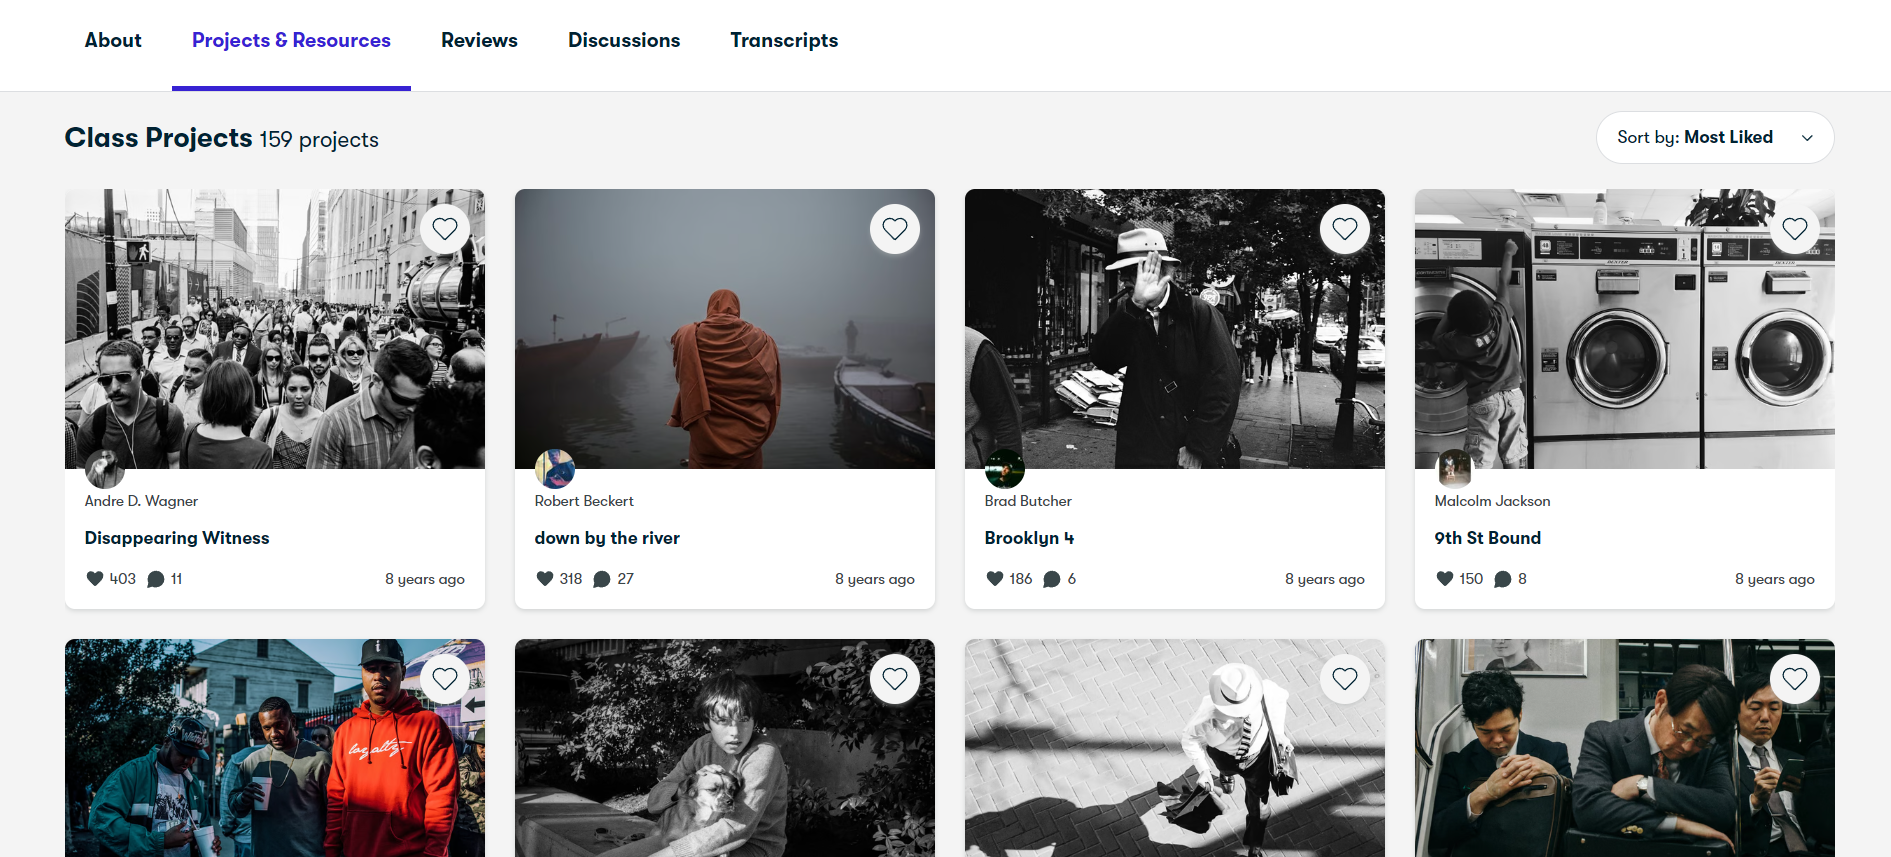 About
Projects & Resources
Reviews
Discussions
Transcripts
Class Projects 159 projects
Sort by: Most Liked
Andre D. Wagner
Disappearing Witness
403 11 8 years ago
Robert Beckert
down by the river
318 27 8 years ago
Brad Butcher
Brooklyn 4
186 6 8 years ago
Malcolm Jackson
9th St Bound
150 8 8 years ago
loyalty